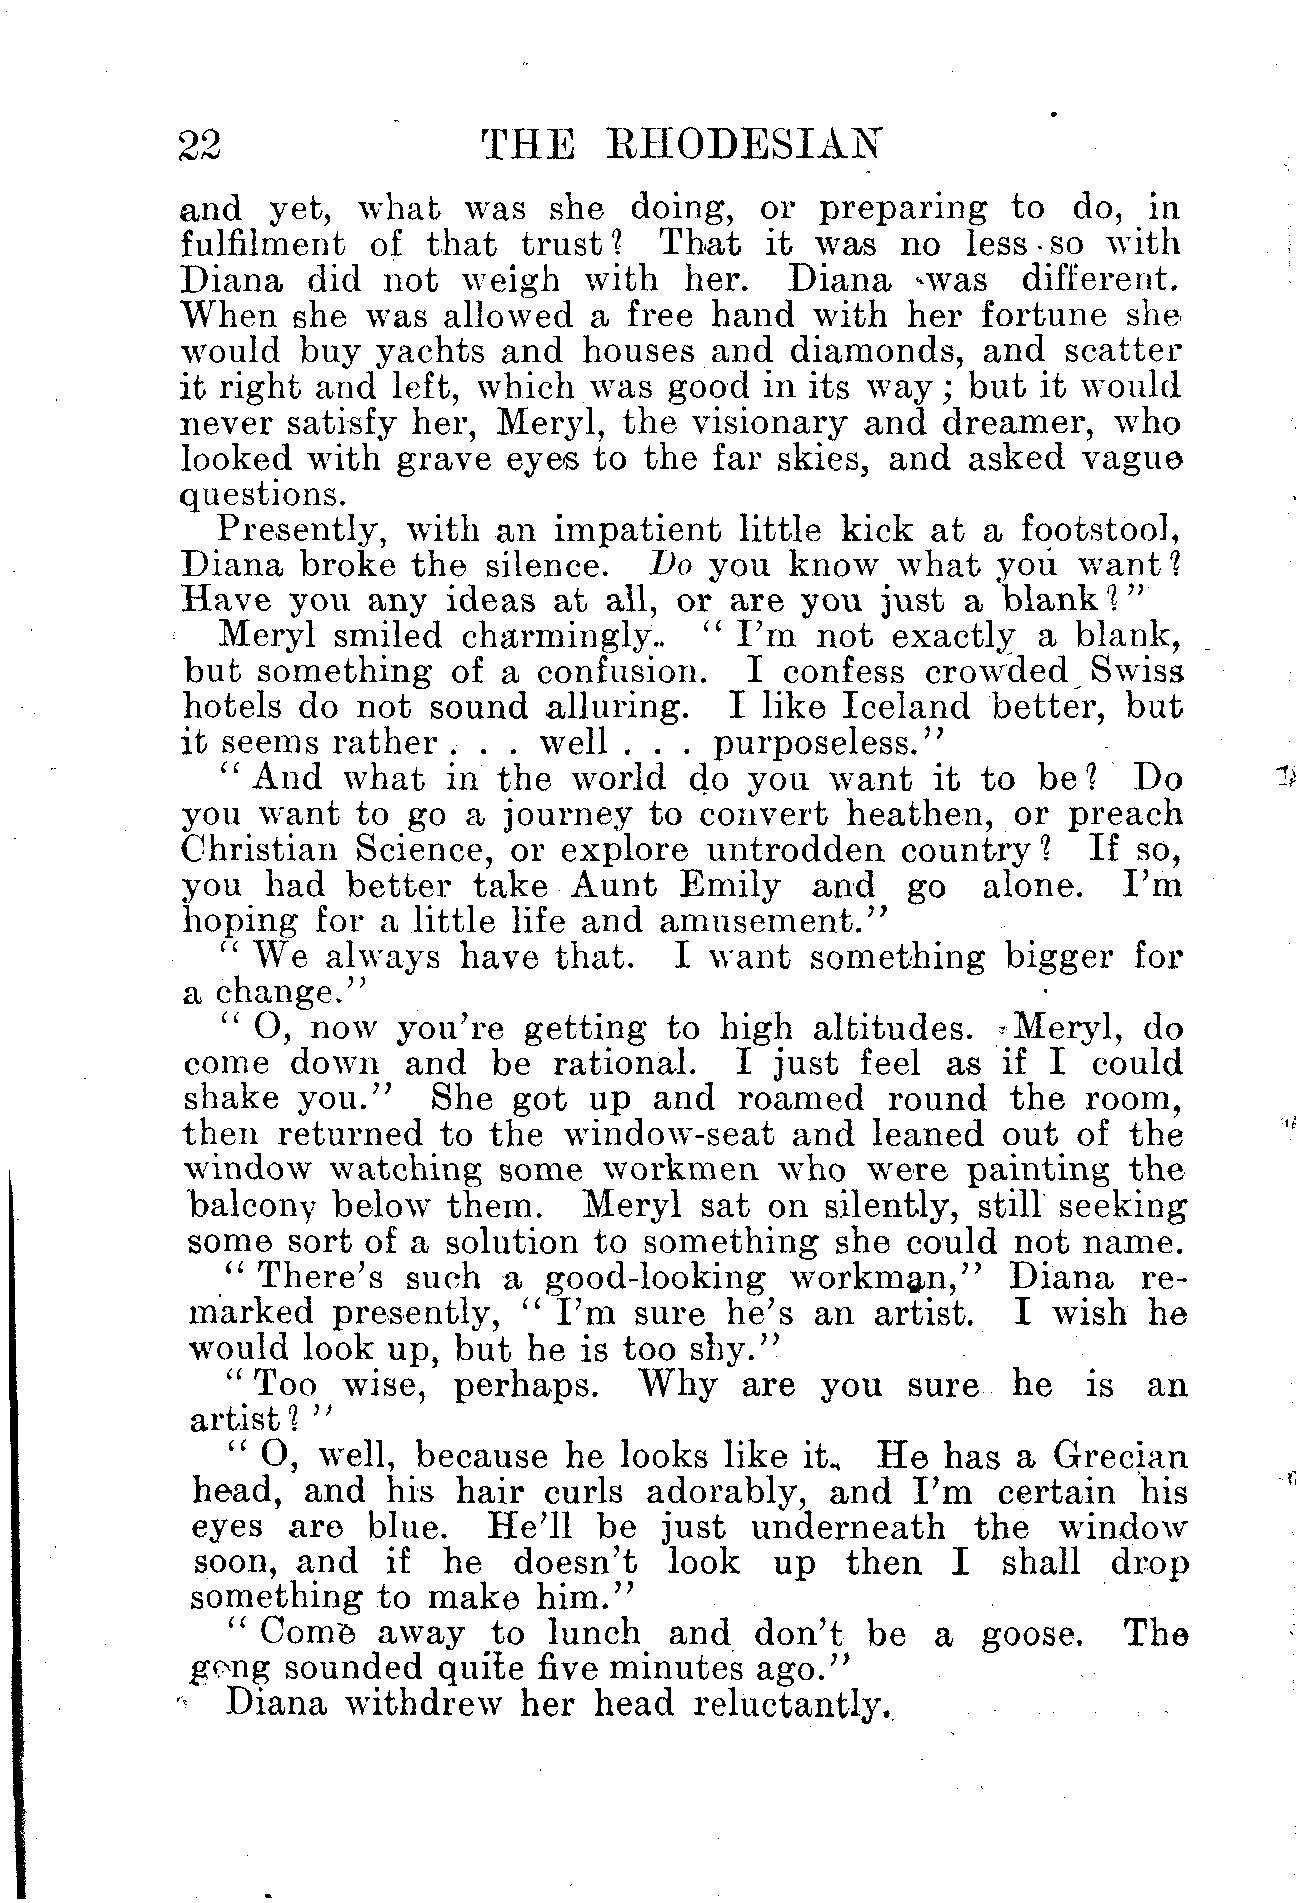 22 THE RHODESIAN
and yet, what was she doing, or preparing to do, in
fulfilment of that trust? That it was no less so with
Diana did not weigh with her. Diana was different.
When she was allowed a free hand with her fortune she
would buy yachts and houses and diamonds, and scatter
it right and left, which was good in its way; but it would
never satisfy her, Meryl, the visionary and dreamer, who
looked with grave eyes to the far skies, and asked vague
questions.
Presently, with an impatient little kick at a footstool,
Diana broke the silence. Do you know what you want?
Have you any ideas at all, or are you just a blank?”
Meryl smiled charmingly. “I’m not exactly a blank,
but something of a confusion. I confess crowded Swiss
hotels do not sound alluring. I like Iceland better, but
it seems rather . . . well . . . purposeless.”
“And what in the world do you want it to be? Do
you want to go a journey to convert heathen, or preach
Christian Science, or explore untrodden country? If so,
you had better take Aunt Emily and go alone. I’m
hoping for a little life and amusement.”
“We always have that. I want something bigger for
a change.”
“O, now you’re getting to high altitudes. Meryl, do
come down and be rational. I just feel as if I could
shake you.” She got up and roamed round the room,
then returned to the window-seat and leaned out of the
window watching some workmen who were painting the
balcony below them. Meryl sat on silently, still seeking
some sort of a solution to something she could not name.
“There’s such a good-looking workman,” Diana re-
marked presently, “I’m sure he’s an artist. I wish he
would look up, but he is too shy.”
“Too wise, perhaps. Why are you sure he is an
artist?”
“O, well, because he looks like it. He has a Grecian
head, and his hair curls adorably, and I’m certain his
eyes are blue. He’ll be just underneath the window
soon, and if he doesn’t look up then I shall drop
something to make him.”
“Come away to lunch and don’t be a goose. The
gong sounded quite five minutes ago.”
Diana withdrew her head reluctantly.